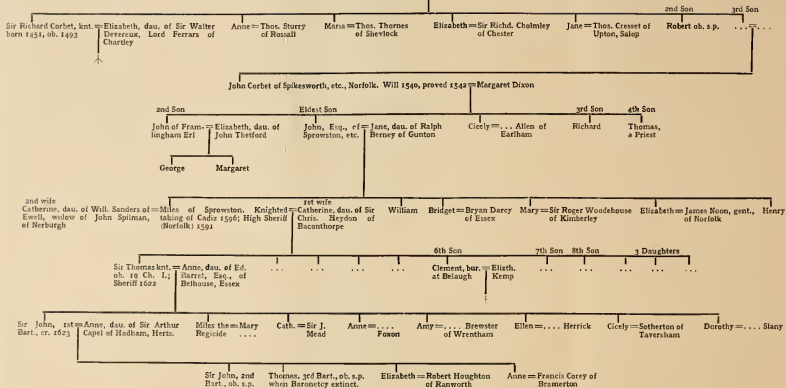 2nd Son 3rd Son
Sir Richard Corbet, knt. = Elizabeth, dau. of Sir Walter Anne = Thos. Sturry Maria = Thos. Thornes Elizabeth = Sir Richd. Cholmley Jane = Thos. Cresset of Robert ob. s.p. ... = ...
born 1451, ob. 1493 Devereux, Lord Ferrars of of Rossall of Shevlock of Chester Upton, Salop
Chartley
John Corbet of Spikesworth, etc., Norfolk. Will 1540, proved 1542 = Margaret Dixon
2nd Son Eldest Son 3rd Son 4th Son
John of Fram- = Elizabeth, dau. of John, Esq., of = Jane, dau. of Ralph Cicely = ... Allen of Richard Thomas,
lingham Erl John Thetford Sprowston, etc. Berney of Gunton Earlham a Priest
George Margaret
2nd wife 1st wife
Catherine, dau. of Will. Sanders of = Miles of Sprowston. Knighted = Catherine, dau. of Sir William Bridget = Bryan Darcy Mary = Sir Roger Woodehouse Elizabeth = James Noon, gent., Henry
Ewell, widow of John Spilman, taking of Cadiz 1596; High Sheriff Chris. Heydon of of Essex of Kimberley of Norfolk
of Nerburgh (Norfolk) 1591 Baconthorpe
6th Son 7th Son 8th Son 3 Daughters
Sir Thomas knt. = Anne, dau. of Ed. ... ... ... ... Clement, bur. = Elizth. ... ... ... ... ...
ob. 19 Ch. I.; Barret, Esq., of at Belaugh Kemp
Sheriff 1622 Belhouse, Essex
Sir John, 1st = Anne, dau. of Sir Arthur Miles the = Mary Cath. = Sir J. Anne = .... Amy = .... Brewster Ellen = .... Herrick Cicely = Sotherton of Dorothy = .... Slany
Bart., cr. 1623 Capel of Hadham, Herts. Regicide .... Mead Foxon of Wrentham Taversham
Sir John, 2nd Thomas, 3rd Bart., ob. s.p. Elizabeth = Robert Houghton Anne = Francis Corey of
Bart., ob. s.p. when Baronetcy extinct. of Ranworth Bramerton